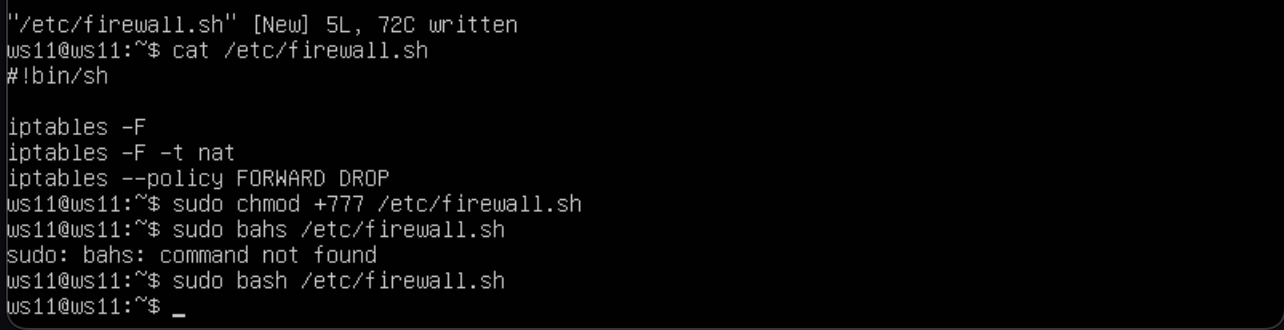 "/etc/firewall.sh" [New] 5L, 72C written
ws11@ws11:~$ cat /etc/firewall.sh
#!bin/sh
iptables -F
iptables -F -t nat
iptables --policy FORWARD DROP
ws11@ws11:~$ sudo chmod +777 /etc/firewall.sh
ws11@ws11:~$ sudo bahs /etc/firewall.sh
sudo: bahs: command not found
ws11@ws11:~$ sudo bash /etc/firewall.sh
ws11@ws11:~$ _